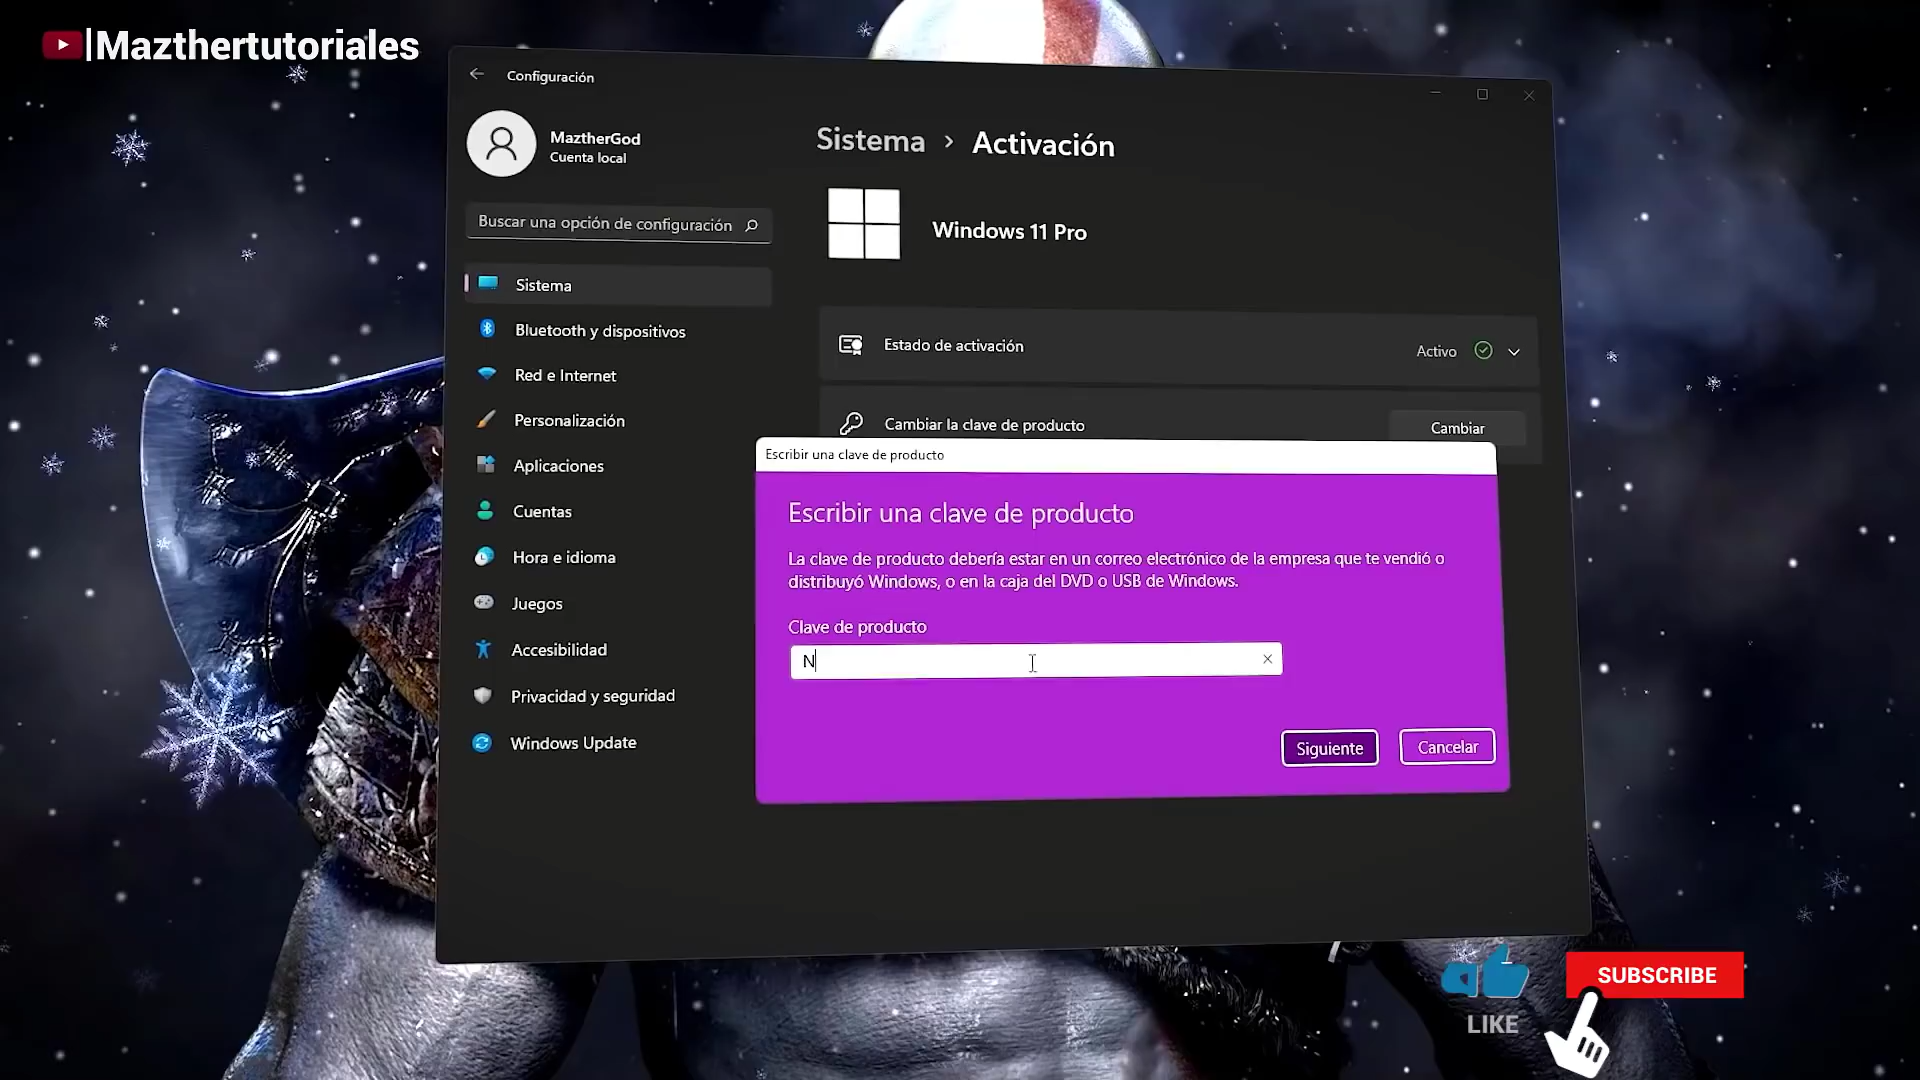 |Mazthertutoriales
Configuración
MaztherGod
Cuenta local
Buscar una opción de configuración
Sistema
Bluetooth y dispositivos
Red e Internet
Personalización
Aplicaciones
Cuentas
Hora e idioma
Juegos
Accesibilidad
Privacidad y seguridad
Windows Update
Sistema > Activación
Windows 11 Pro
Estado de activación Activo
Cambiar la clave de producto Cambiar
Escribir una clave de producto
Escribir una clave de producto
La clave de producto debería estar en un correo electrónico de la empresa que te vendió o
distribuyó Windows, o en la caja del DVD o USB de Windows.
Clave de producto
N
Siguiente Cancelar
LIKE
SUBSCRIBE